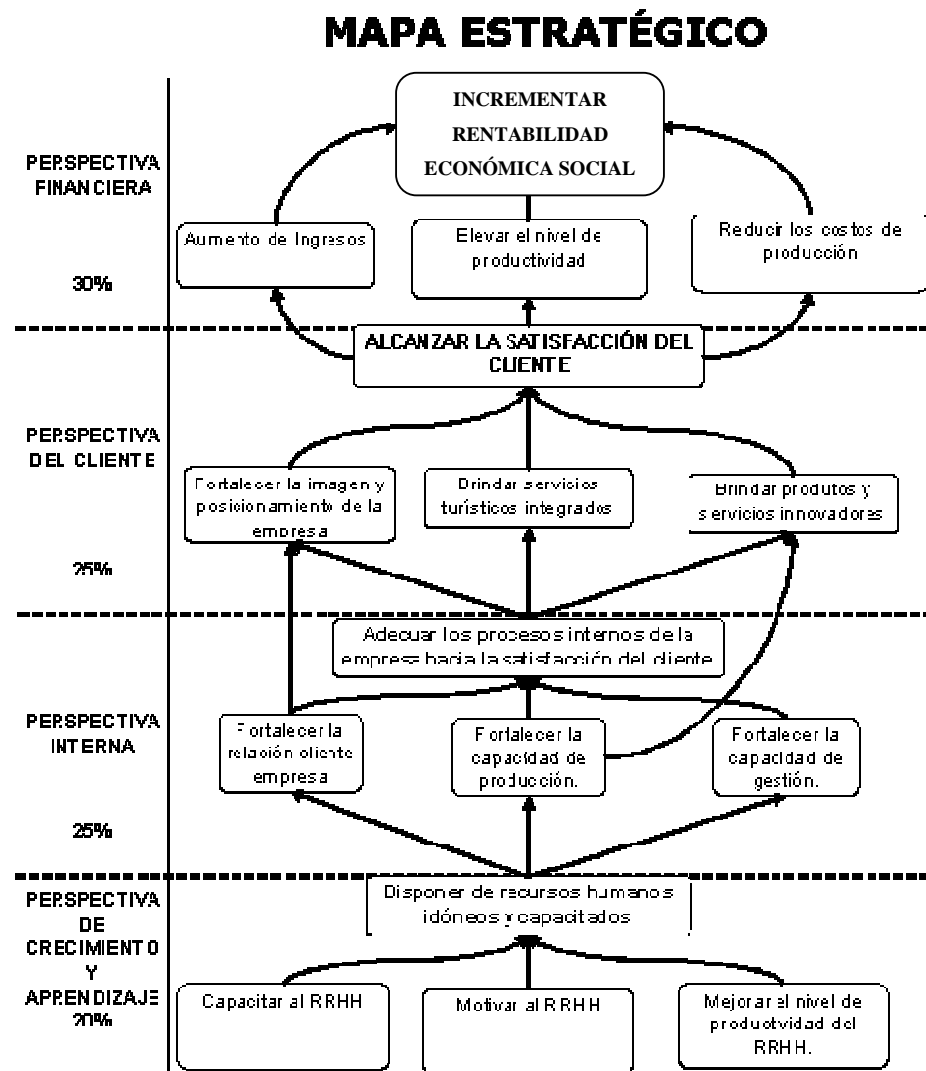 MAPA ESTRATÉGICO
INCREMENTAR
RENTABILIDAD
ECONÓMICA SOCIAL
PERSPECTIVA
FINANCIERA
30%
Aumento de Ingresos
Elevar el nivel de
productividad
Reducir los costos de
producción
ALCANZAR LA SATISFACCIÓN DEL
CLIENTE
PERSPECTIVA
DEL CLIENTE
25%
Fortalecer la imagen y
posicionamiento de la
empresa
Brindar servicios
turísticos integrados
Brindar produtos y
servicios innovadores
Adecuar los procesos internos de la
empresa hacia la satisfacción del cliente
PERSPECTIVA
INTERNA
25%
Fortalecer la
relación cliente
empresa
Fortalecer la
capacidad de
producción.
Fortalecer la
capacidad de
gestión.
Disponer de recursos humanos
idóneos y capacitados
PERSPECTIVA
DE
CRECIMIENTO
Y
APRENDIZAJE
20%
Capacitar al RRHH
Motivar al RRHH
Mejorar el nivel de
productvidad del
RRHH.